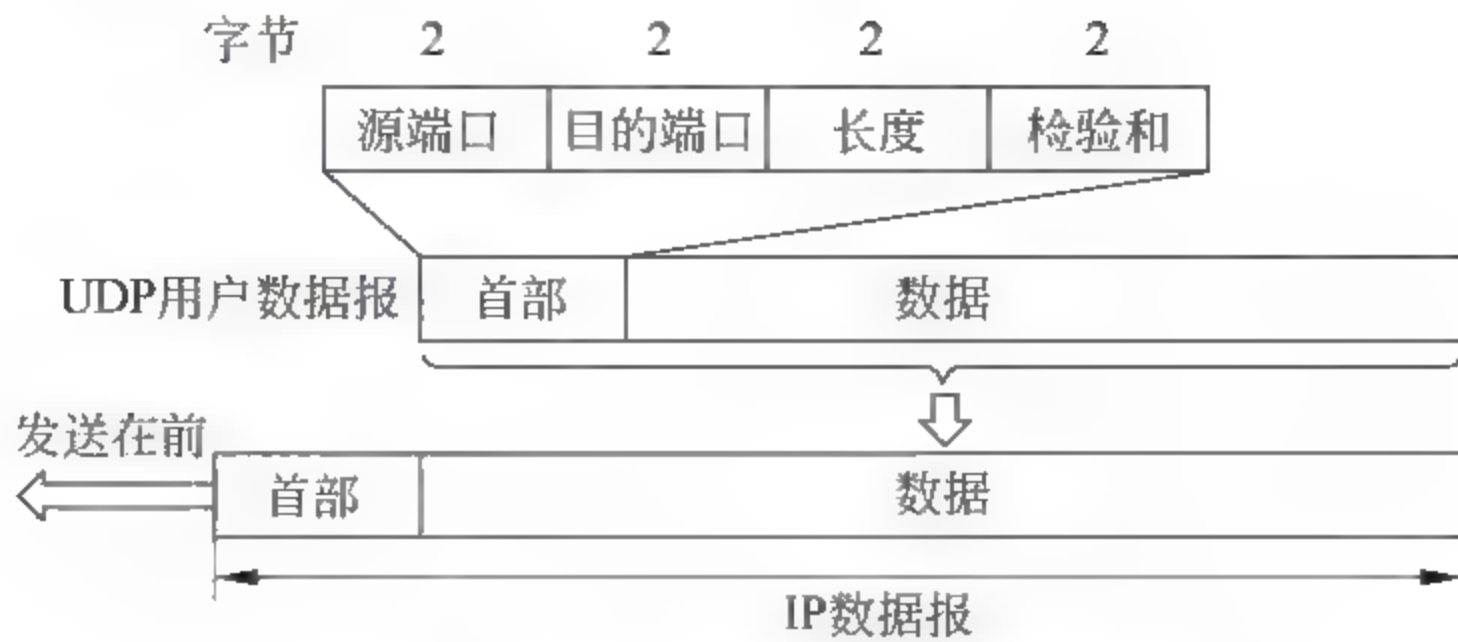 字节 2 2 2 2
源端口 目的端口 长度 检验和
UDP用户数据报 首部 数据
发送在前
首部 数据
IP数据报